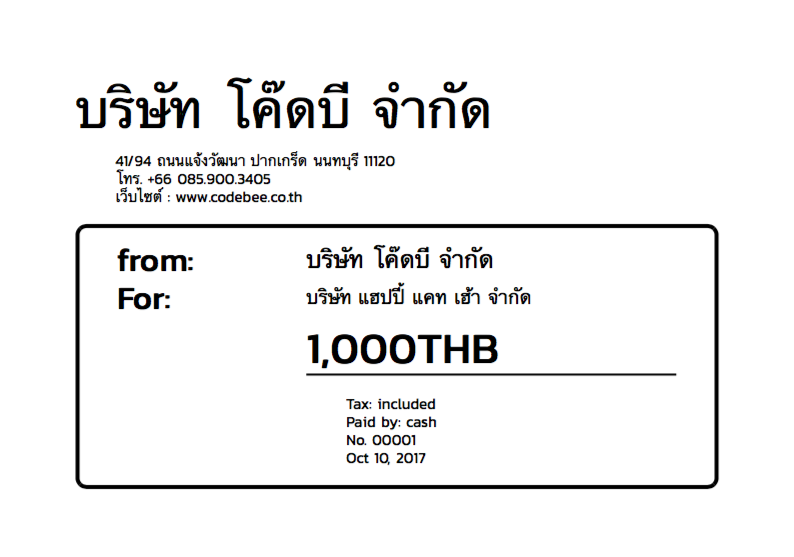 บริษัท โค๊ดบี จำกัด
41/94 ถนนแจ้งวัฒนา ปากเกร็ด นนทบุรี 11120
โทร. +66 085.900.3405
เว็บไซต์ : www.codebee.co.th
from: บริษัท โค๊ดบี จำกัด
For: บริษัท แฮปปี้ แคท เฮ้า จำกัด
1,000THB
Tax: included
Paid by: cash
No. 00001
Oct 10, 2017